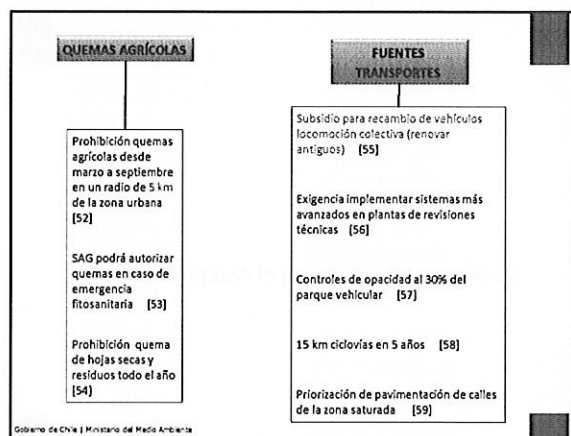 QUEMAS AGRÍCOLAS
Prohibición quemas
agrícolas desde
marzo a septiembre
en un radio de 5 km
de la zona urbana
[52]
SAG podrá autorizar
quemas en caso de
emergencia
fitosanitaria [53]
Prohibición quema
de hojas secas y
residuos todo el año
[54]
FUENTES
TRANSPORTES
Subsidio para recambio de vehículos
locomoción colectiva (renovar
antiguos) [55]
Exigencia implementar sistemas más
avanzados en plantas de revisiones
técnicas [56]
Controles de opacidad al 30% del
parque vehicular [57]
15 km ciclovías en 5 años [58]
Priorización de pavimentación de calles
de la zona saturada [59]
Gobierno de Chile | Ministerio del Medio Ambiente